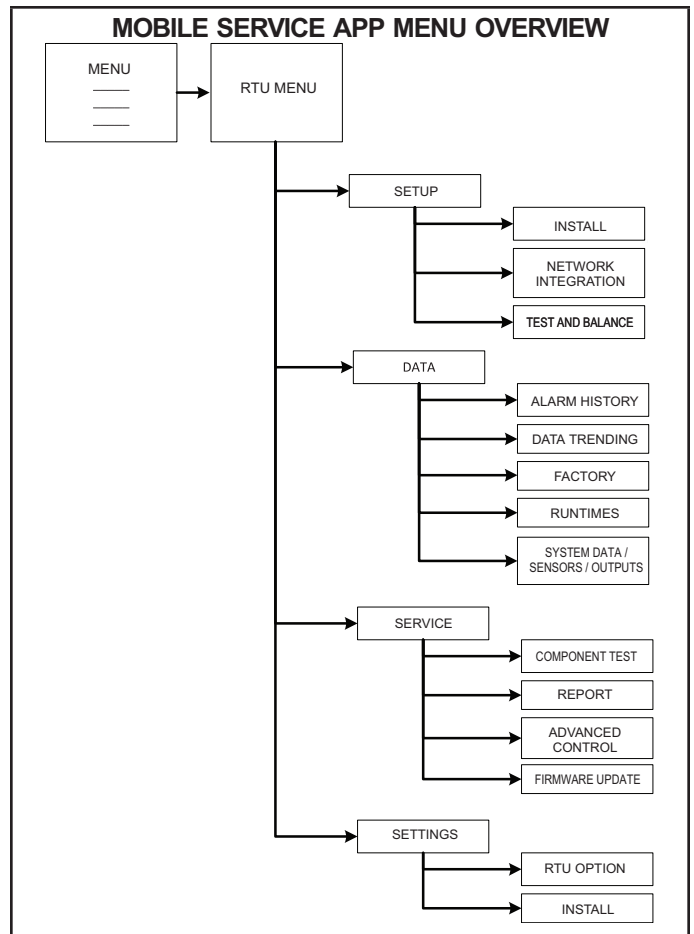 MOBILE SERVICE APP MENU OVERVIEW
MENU
RTU MENU
SETUP
INSTALL
NETWORK
INTEGRATION
TEST AND BALANCE
DATA
ALARM HISTORY
DATA TRENDING
FACTORY
RUNTIMES
SYSTEM DATA /
SENSORS / OUTPUTS
SERVICE
COMPONENT TEST
REPORT
ADVANCED
CONTROL
FIRMWARE UPDATE
SETTINGS
RTU OPTION
INSTALL